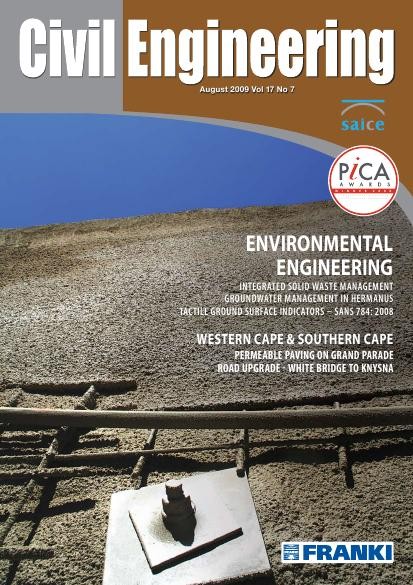 Civil Engineering
August 2009 Vol 17 No 7
saice
PiCA
AWARDS
ENVIRONMENTAL
ENGINEERING
INTEGRATED SOLID WASTE MANAGEMENT
GROUNDWATER MANAGEMENT IN HERMANUS
TACTILE GROUND SURFACE INDICATORS – SANS 784: 2008
WESTERN CAPE & SOUTHERN CAPE
PERMEABLE PAVING ON GRAND PARADE
ROAD UPGRADE - WHITE BRIDGE TO KNYSNA
FRANKI